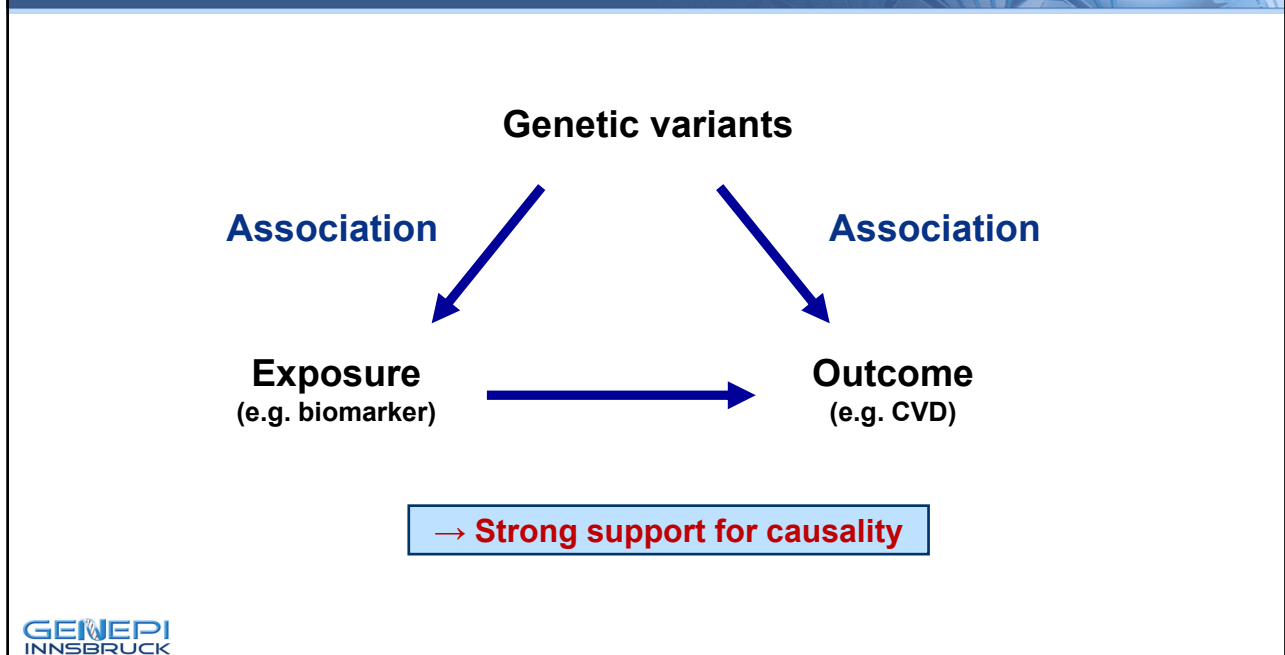 Genetic variants
Association
Association
Exposure
(e.g. biomarker)
Outcome
(e.g. CVD)
→ Strong support for causality
GENEPI
INNSBRUCK